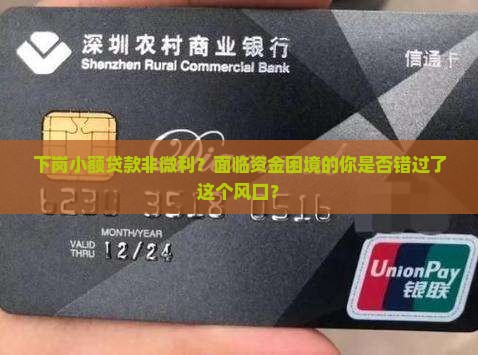 深圳农村商业银行
Shenzhen Rural Commercial Bank
信通卡
下岗小额贷款非微利？面临资金困境的你是否错过了
这个风口？
MONTH/YEAR
VALID
THRU
12/24
UnionPay
银联